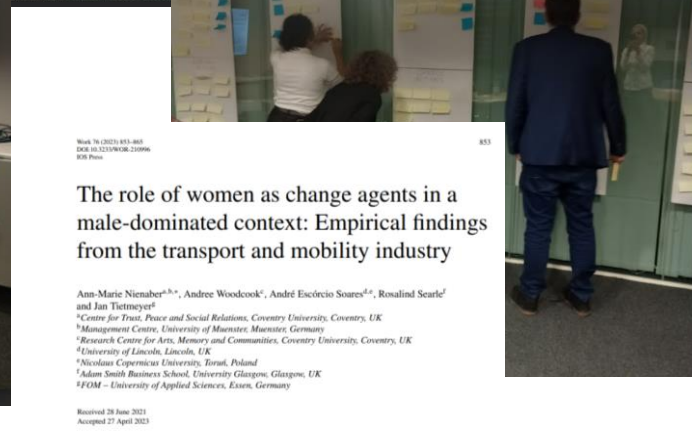 Work 76 (2023) 853–865
DOI:10.3233/WOR-210996
IOS Press
853
The role of women as change agents in a
male-dominated context: Empirical findings
from the transport and mobility industry
Ann-Marie Nienaber a,b,*, Andree Woodcock c, André Escórcio Soares d,e, Rosalind Searle f
and Jan Tietmeyer g
a Centre for Trust, Peace and Social Relations, Coventry University, Coventry, UK
b Management Centre, University of Muenster, Muenster, Germany
c Research Centre for Arts, Memory and Communities, Coventry University, Coventry, UK
d University of Lincoln, Lincoln, UK
e Nicolaus Copernicus University, Toruń, Poland
f Adam Smith Business School, University Glasgow, Glasgow, UK
g FOM – University of Applied Sciences, Essen, Germany
Received 28 June 2021
Accepted 27 April 2023